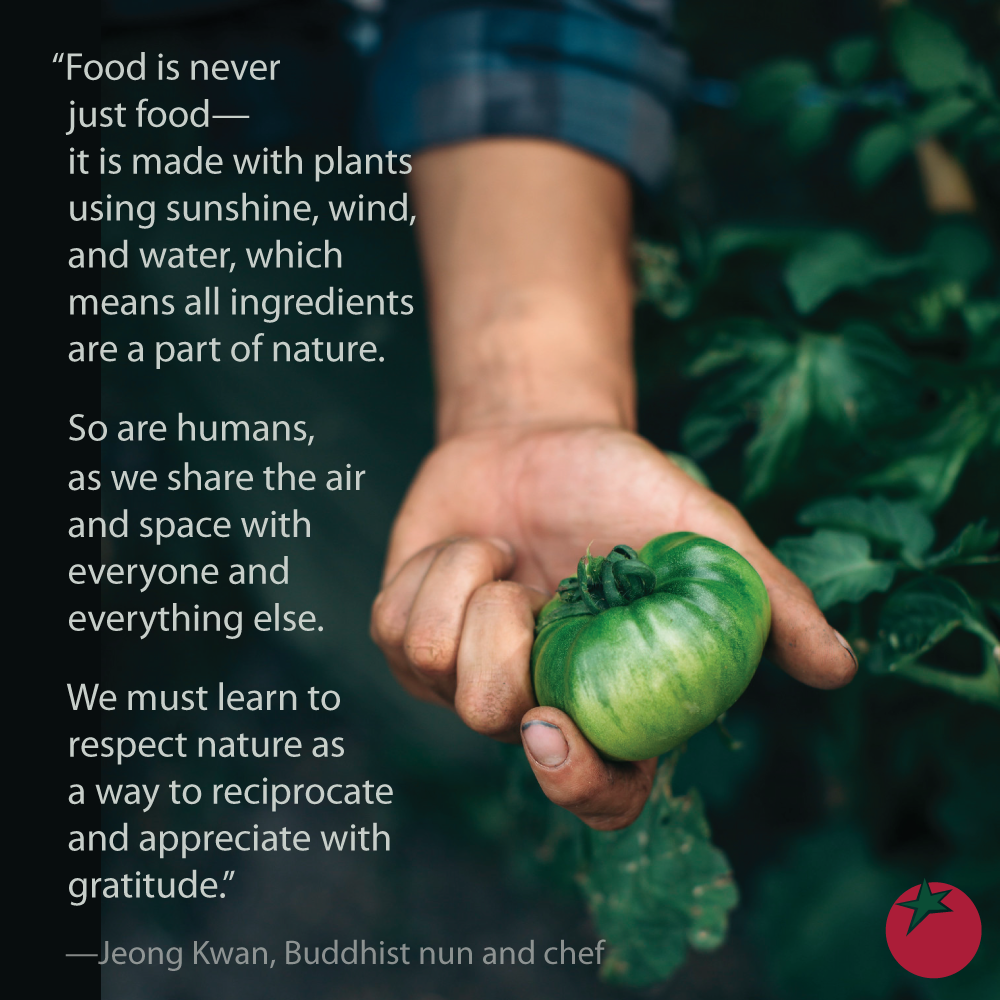 “Food is never
just food—
it is made with plants
using sunshine, wind,
and water, which
means all ingredients
are a part of nature.
So are humans,
as we share the air
and space with
everyone and
everything else.
We must learn to
respect nature as
a way to reciprocate
and appreciate with
gratitude.”
—Jeong Kwan, Buddhist nun and chef